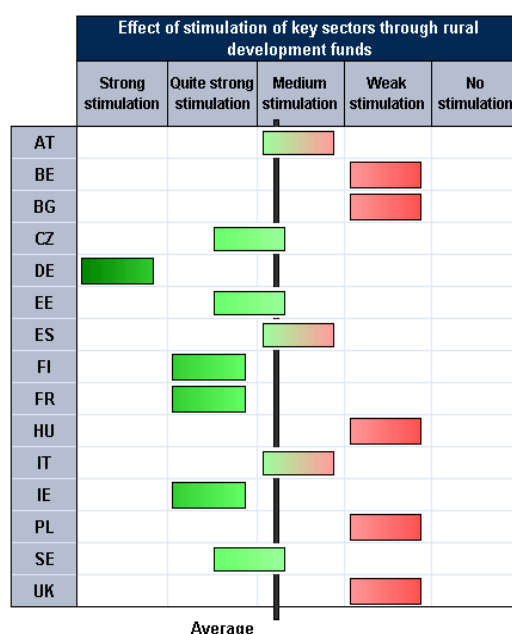 Effect of stimulation of key sectors through rural
development funds
Strong stimulation
Quite strong stimulation
Medium stimulation
Weak stimulation
No stimulation
AT
BE
BG
CZ
DE
EE
ES
FI
FR
HU
IT
IE
PL
SE
UK
Average